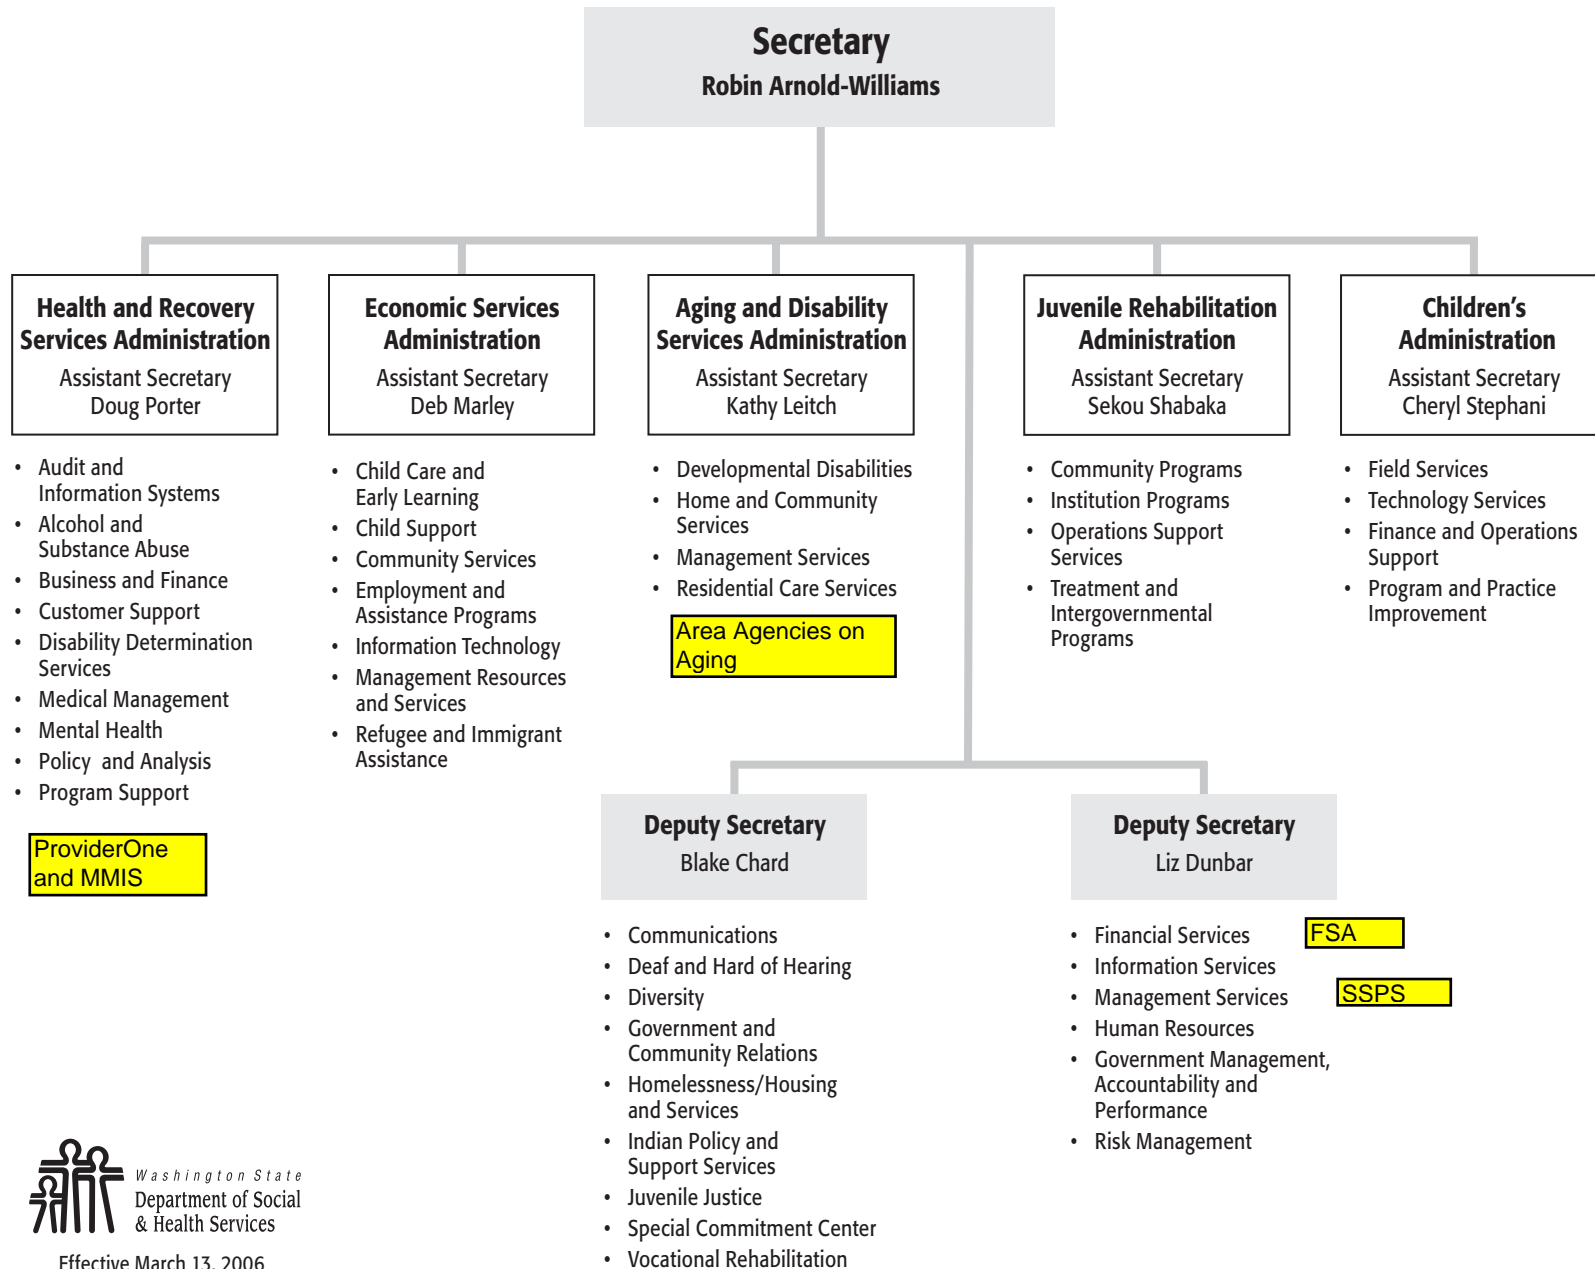 Secretary
Robin Arnold-Williams
Health and Recovery
Services Administration
Assistant Secretary
Doug Porter
• Audit and
Information Systems
• Alcohol and
Substance Abuse
• Business and Finance
• Customer Support
• Disability Determination
Services
• Medical Management
• Mental Health
• Policy and Analysis
• Program Support
ProviderOne
and MMIS
Economic Services
Administration
Assistant Secretary
Deb Marley
• Child Care and
Early Learning
• Child Support
• Community Services
• Employment and
Assistance Programs
• Information Technology
• Management Resources
and Services
• Refugee and Immigrant
Assistance
Aging and Disability
Services Administration
Assistant Secretary
Kathy Leitch
• Developmental Disabilities
• Home and Community
Services
• Management Services
• Residential Care Services
Area Agencies on
Aging
Juvenile Rehabilitation
Administration
Assistant Secretary
Sekou Shabaka
• Community Programs
• Institution Programs
• Operations Support
Services
• Treatment and
Intergovernmental
Programs
Children's
Administration
Assistant Secretary
Cheryl Stephani
• Field Services
• Technology Services
• Finance and Operations
Support
• Program and Practice
Improvement
Deputy Secretary
Blake Chard
• Communications
• Deaf and Hard of Hearing
• Diversity
• Government and
Community Relations
• Homelessness/Housing
and Services
• Indian Policy and
Support Services
• Juvenile Justice
• Special Commitment Center
• Vocational Rehabilitation
Deputy Secretary
Liz Dunbar
• Financial Services
FSA
• Information Services
• Management Services
SSPS
• Human Resources
• Government Management,
Accountability and
Performance
• Risk Management
Washington State
Department of Social
& Health Services
Effective March 13, 2006